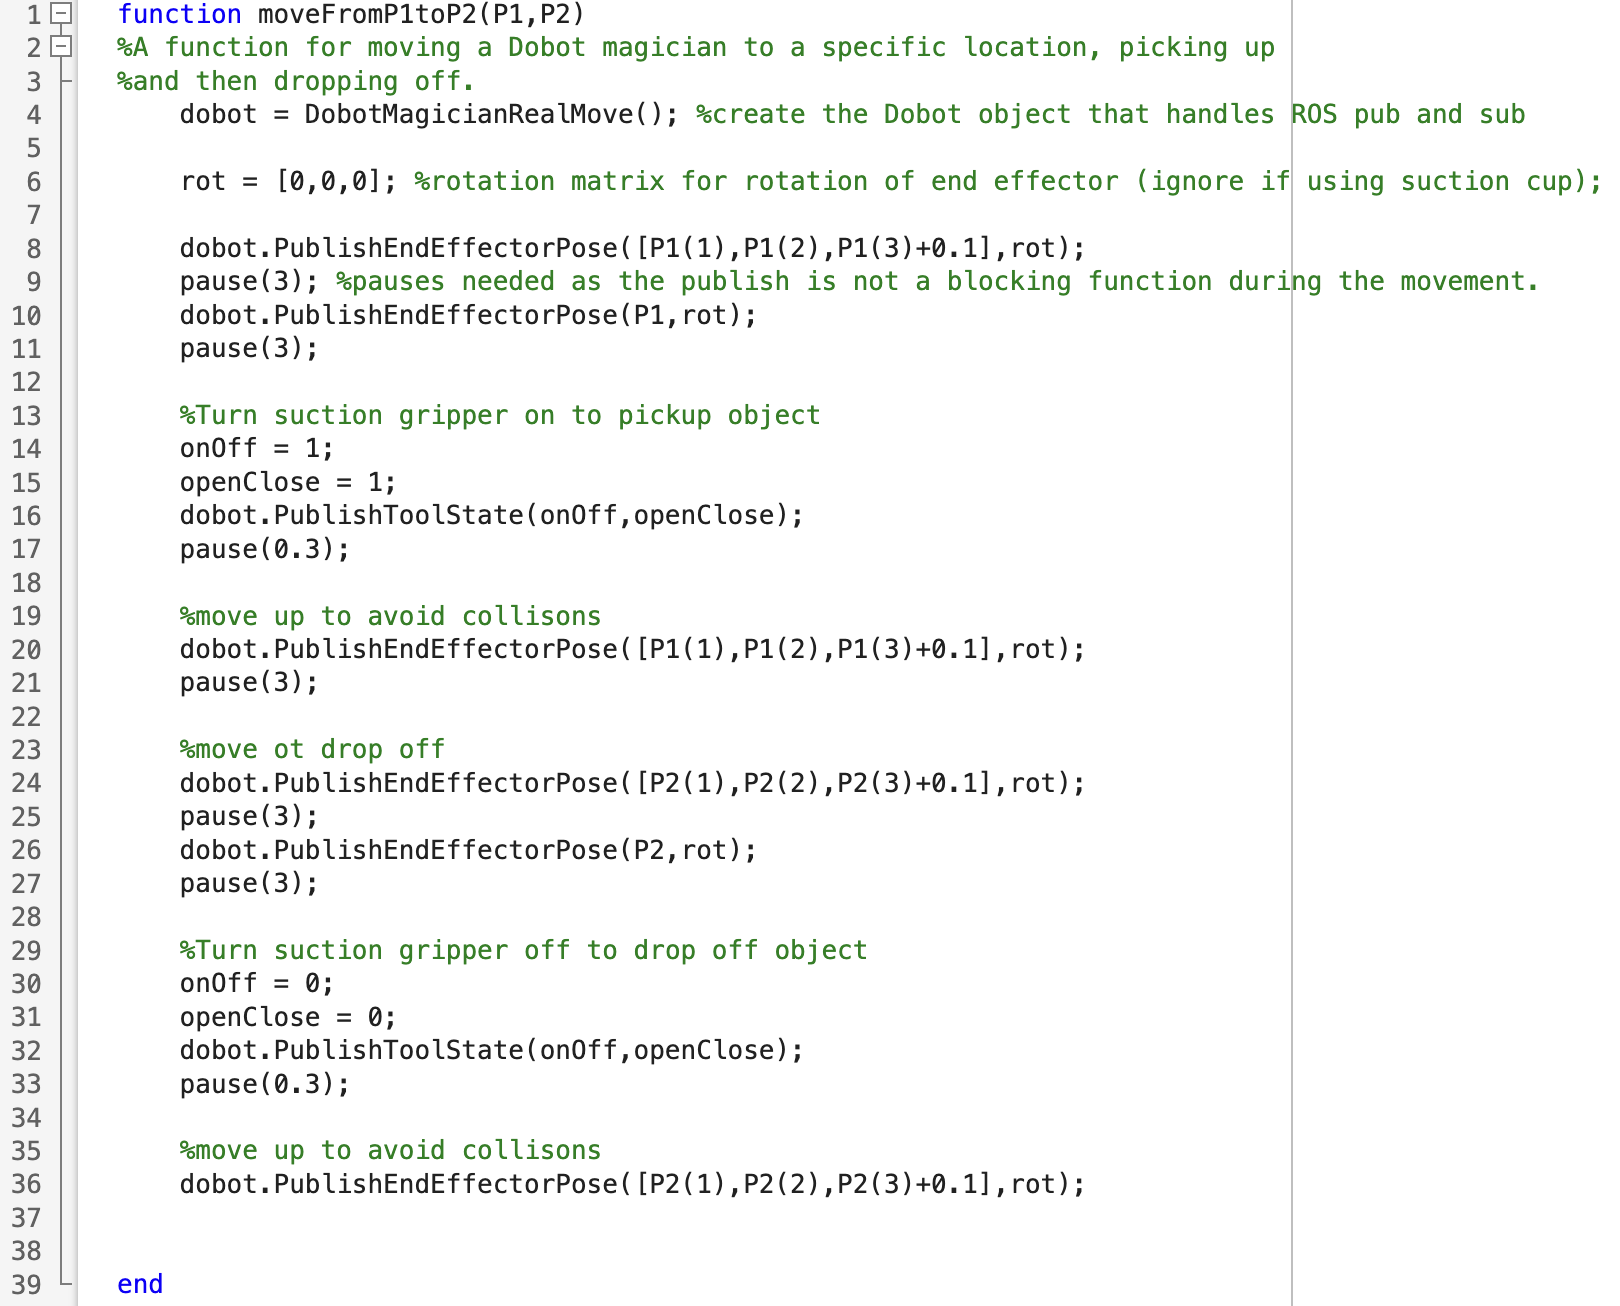 1 function moveFromP1toP2(P1,P2)
2 %A function for moving a Dobot magician to a specific location, picking up
3 %and then dropping off.
4 dobot = DobotMagicianRealMove(); %create the Dobot object that handles ROS pub and sub
5
6 rot = [0,0,0]; %rotation matrix for rotation of end effector (ignore if using suction cup);
7
8 dobot.PublishEndEffectorPose([P1(1),P1(2),P1(3)+0.1],rot);
9 pause(3); %pauses needed as the publish is not a blocking function during the movement.
10 dobot.PublishEndEffectorPose(P1,rot);
11 pause(3);
12
13 %Turn suction gripper on to pickup object
14 onOff = 1;
15 openClose = 1;
16 dobot.PublishToolState(onOff,openClose);
17 pause(0.3);
18
19 %move up to avoid collisons
20 dobot.PublishEndEffectorPose([P1(1),P1(2),P1(3)+0.1],rot);
21 pause(3);
22
23 %move ot drop off
24 dobot.PublishEndEffectorPose([P2(1),P2(2),P2(3)+0.1],rot);
25 pause(3);
26 dobot.PublishEndEffectorPose(P2,rot);
27 pause(3);
28
29 %Turn suction gripper off to drop off object
30 onOff = 0;
31 openClose = 0;
32 dobot.PublishToolState(onOff,openClose);
33 pause(0.3);
34
35 %move up to avoid collisons
36 dobot.PublishEndEffectorPose([P2(1),P2(2),P2(3)+0.1],rot);
37
38
39 end